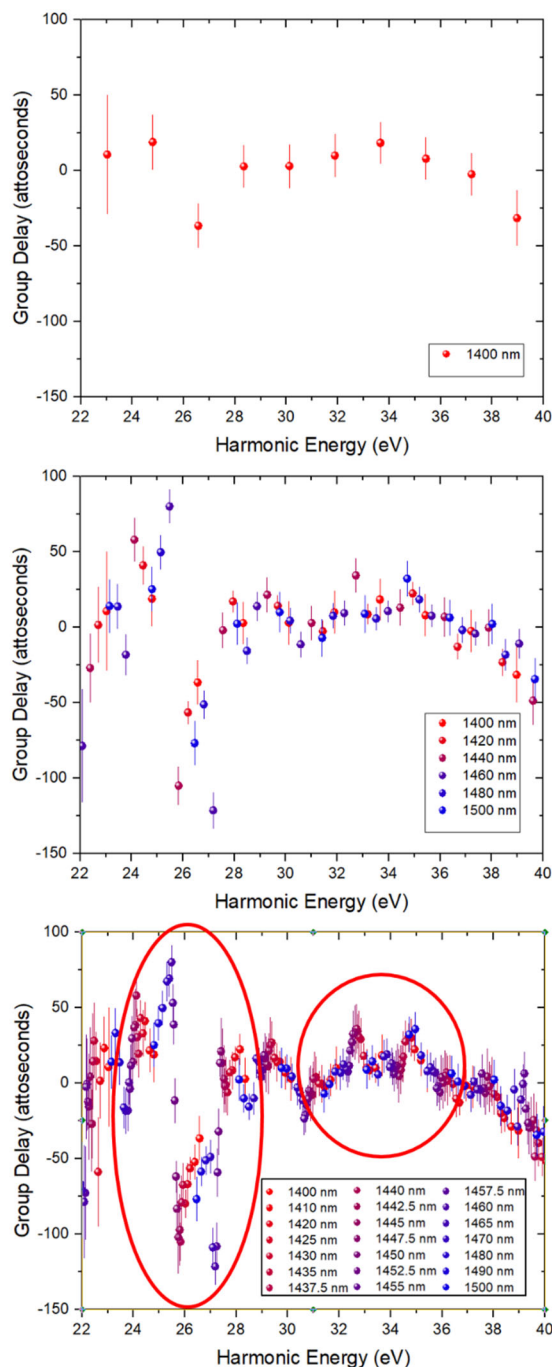 100
50
0
-50
-100
-150
Group Delay (attoseconds)
1400 nm
22 24 26 28 30 32 34 36 38 40
Harmonic Energy (eV)
100
50
0
-50
-100
-150
Group Delay (attoseconds)
1400 nm
1420 nm
1440 nm
1460 nm
1480 nm
1500 nm
22 24 26 28 30 32 34 36 38 40
Harmonic Energy (eV)
100
50
0
-50
-100
-150
Group Delay (attoseconds)
1400 nm 1440 nm 1457.5 nm
1410 nm 1442.5 nm 1460 nm
1420 nm 1445 nm 1465 nm
1425 nm 1447.5 nm 1470 nm
1430 nm 1450 nm 1480 nm
1435 nm 1452.5 nm 1490 nm
1437.5 nm 1455 nm 1500 nm
22 24 26 28 30 32 34 36 38 40
Harmonic Energy (eV)